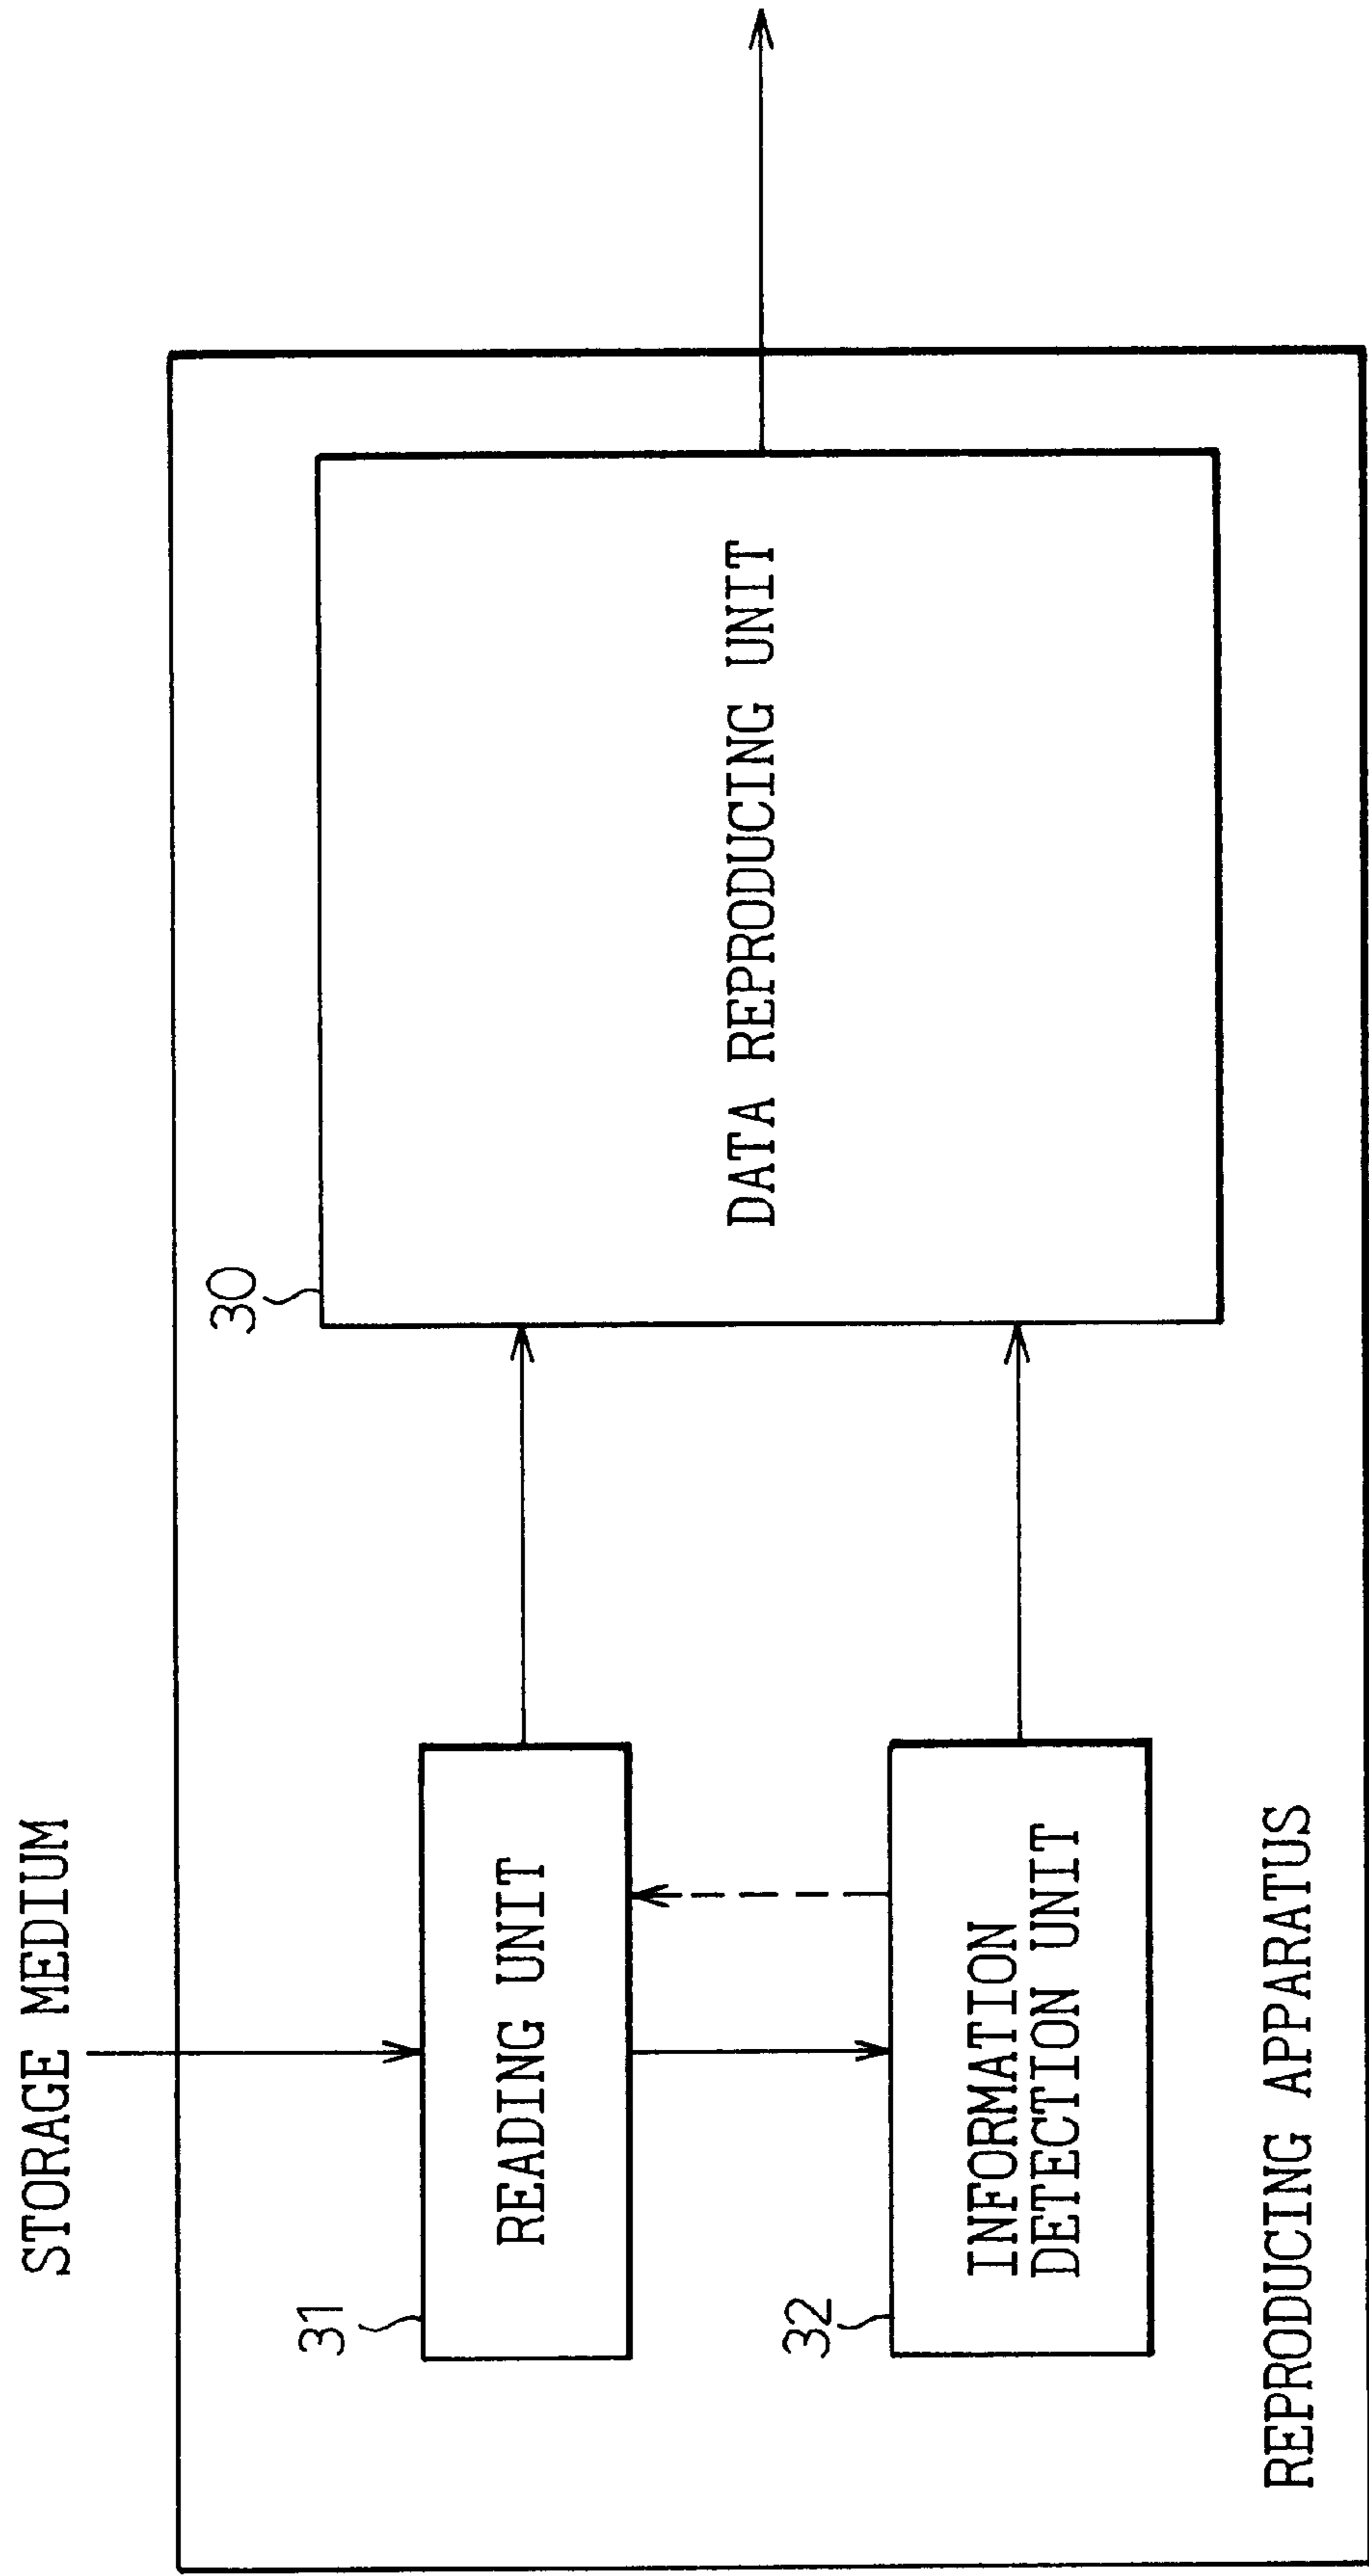 STORAGE MEDIUM
31
READING UNIT
30
DATA REPRODUCING UNIT
32
INFORMATION
DETECTION UNIT
REPRODUCING APPARATUS